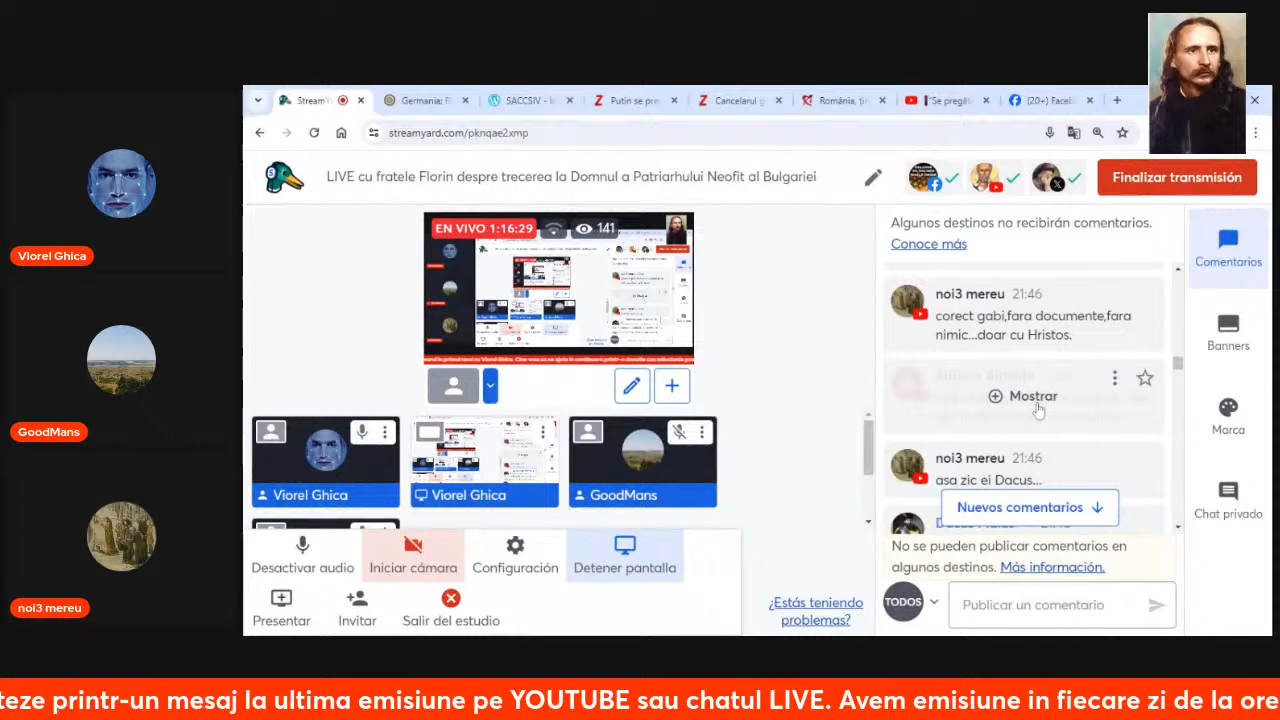 StreamY
Germania: F
SACCSIV - b
Putin se pre
Cancelarul g
România, țin
"Se pregăt
(20+) Faceb
streamyard.com/pknqae2xmp
LIVE cu fratele Florin despre trecerea la Domnul a Patriarhului Neofit al Bulgariei
Finalizar transmisión
Viorel Ghica
GoodMans
noi3 mereu
EN VIVO 1:16:29
141
Viorel Ghica
Viorel Ghica
GoodMans
Desactivar audio
Iniciar cámara
Configuración
Detener pantalla
Presentar
Invitar
Salir del estudio
¿Estás teniendo
problemas?
Algunos destinos no recibirán comentarios.
Conoce más
noi3 mereu 21:46
corect gabi,fara documente,fara
nimic...doar cu Hristos.
Mostrar
noi3 mereu 21:46
asa zic ei Dacus...
Nuevos comentarios
No se pueden publicar comentarios en
algunos destinos. Más información.
TODOS
Publicar un comentario
Comentarios
Banners
Marca
Chat privado
teze printr-un mesaj la ultima emisiune pe YOUTUBE sau chatul LIVE. Avem emisiune in fiecare zi de la ore